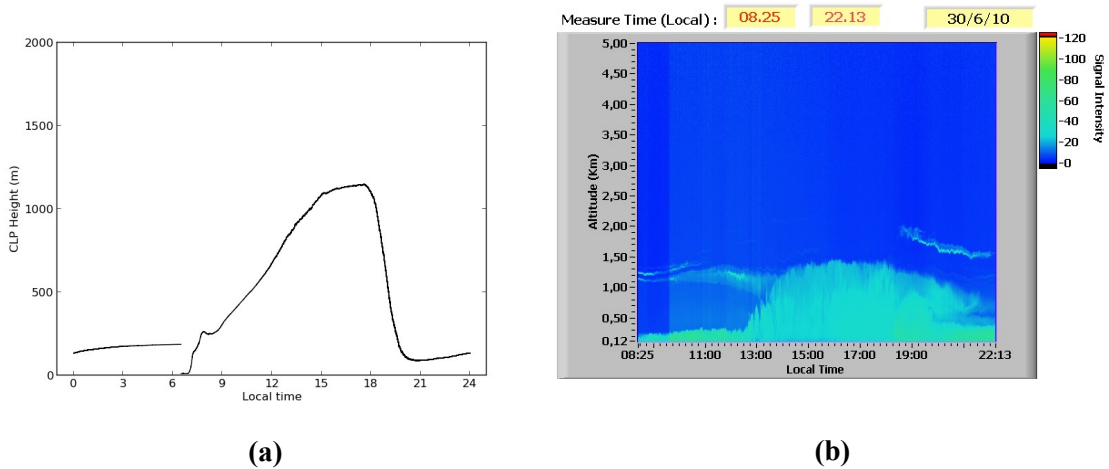 Measure Time (Local) : 08.25 22.13 30/6/10
2000
1500
1000
500
0
CLP Height (m)
0 3 6 9 12 15 18 21 24
Local time
(a)
5,00
4,50
4,00
3,50
3,00
2,50
2,00
1,50
1,00
0,50
0,12
Altitude (Km)
08:25 11:00 13:00 15:00 17:00 19:00 22:13
Local Time
120
100
80
60
40
20
0
Signal Intensity
(b)